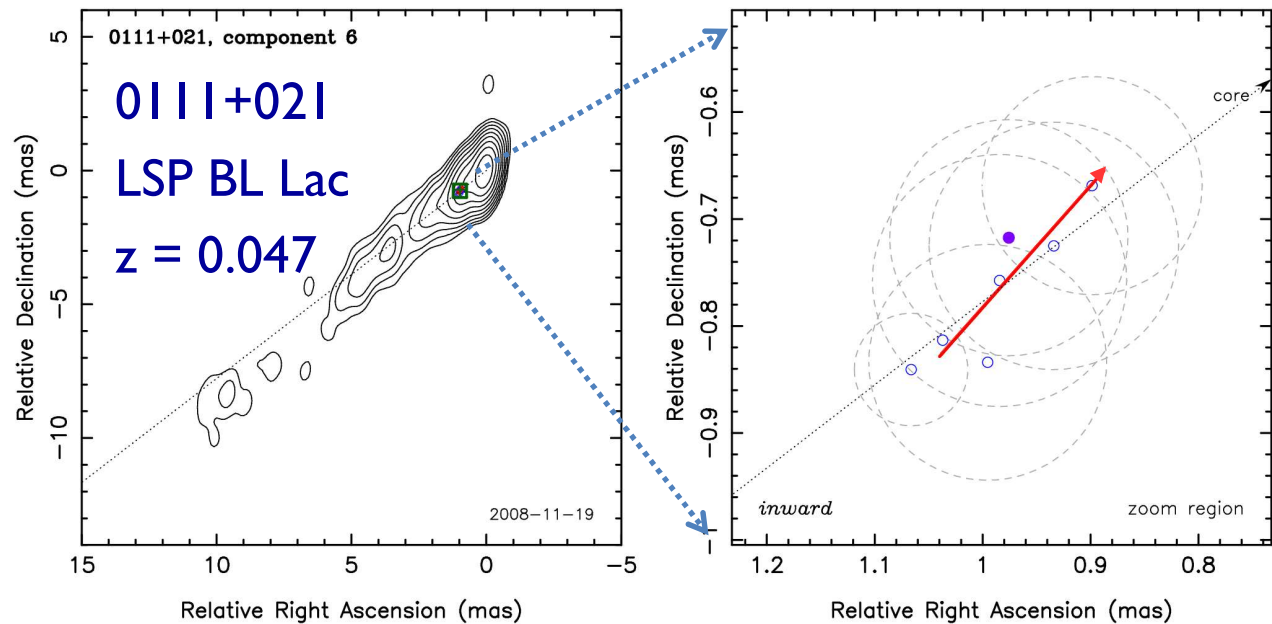 0111+021, component 6
0111+021
LSP BL Lac
z = 0.047
Relative Declination (mas)
5
0
−5
−10
2008−11−19
15
10
5
0
−5
Relative Right Ascension (mas)
Relative Declination (mas)
−0.6
−0.7
−0.8
−0.9
−1
core
inward
zoom region
1.2
1.1
1
0.9
0.8
Relative Right Ascension (mas)